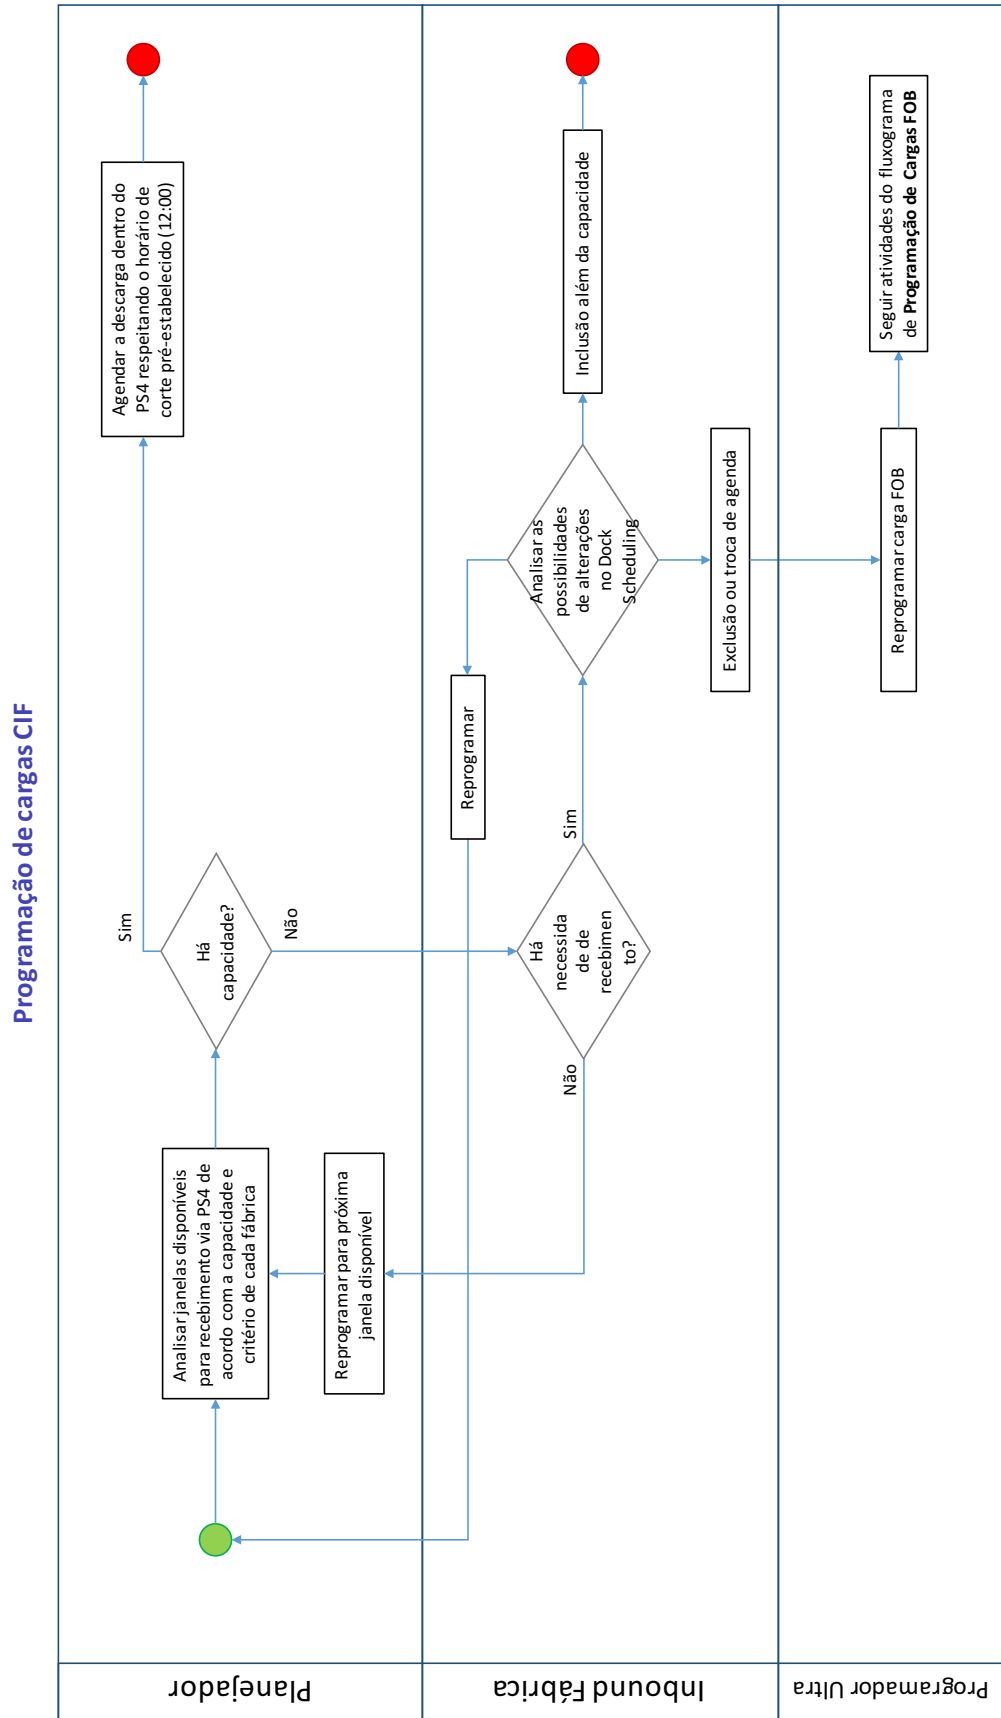 Programação de cargas CIF
Planejador
Analisar janelas disponíveis
para recebimento via PS4 de
acordo com a capacidade e
critério de cada fábrica
Reprogramar para próxima
janela disponível
Há
capacidade?
Sim
Não
Agendar a descarga dentro do
PS4 respeitando o horário de
corte pré-estabelecido (12:00)
Inbound Fábrica
Há
necessida
de de
recebimen
to?
Não
Sim
Reprogramar
Analisar as
possibilidades
de alterações
no Dock
Scheduling
Inclusão além da capacidade
Exclusão ou troca de agenda
Programador Ultra
Reprogramar carga FOB
Seguir atividades do fluxograma
de Programação de Cargas FOB